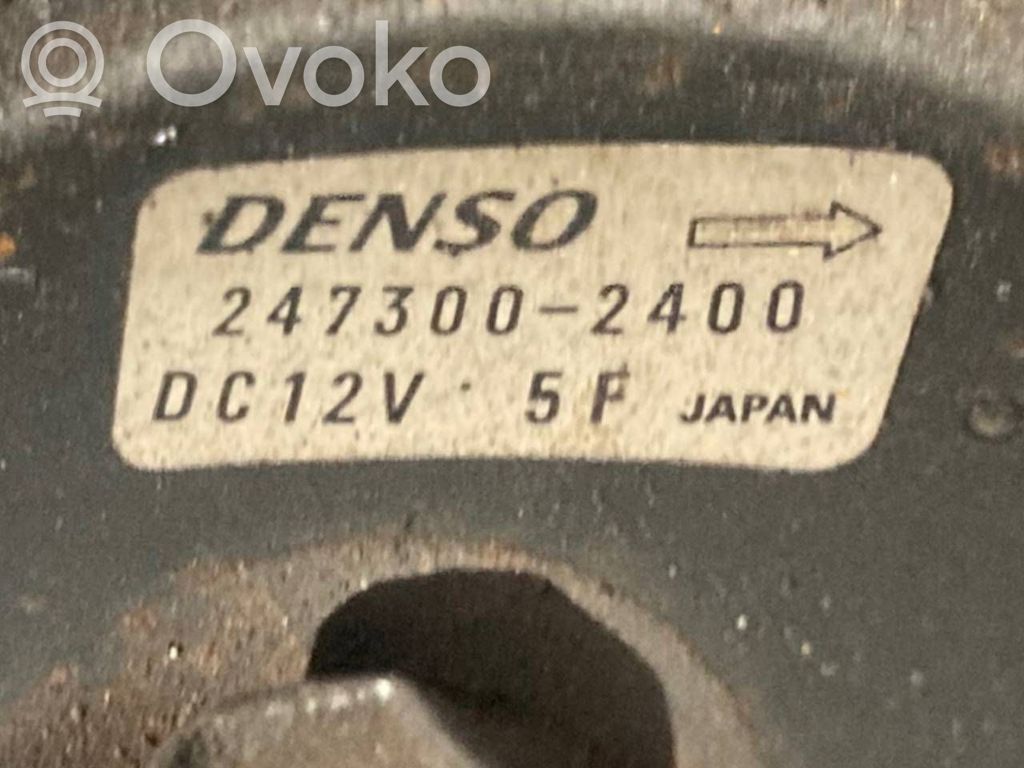 Ovoko
DENSO
247300-2400
DC12V 5F JAPAN